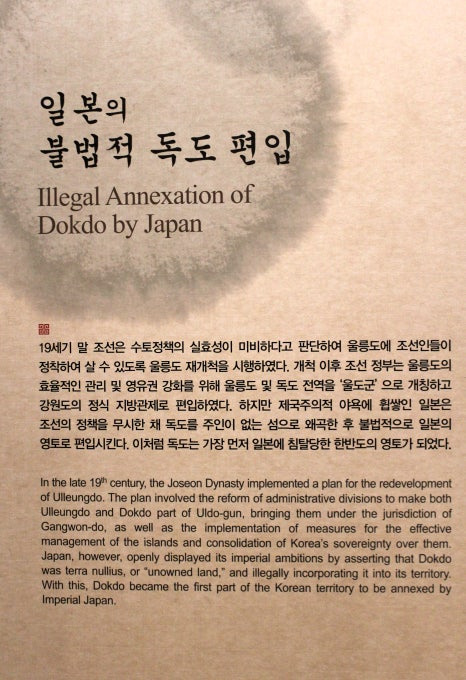 일본의
불법적 독도 편입
Illegal Annexation of
Dokdo by Japan
19세기 말 조선은 수토정책의 실효성이 미비하다고 판단하여 울릉도에 조선인들이
정착하여 살 수 있도록 울릉도 재개척을 시행하였다. 개척 이후 조선 정부는 울릉도의
효율적인 관리 및 영유권 강화를 위해 울릉도 및 독도 전역을 ‘울도군’ 으로 개칭하고
강원도의 정식 지방관제로 편입하였다. 하지만 제국주의적 야욕에 휩쌓인 일본은
조선의 정책을 무시한 채 독도를 주인이 없는 섬으로 왜곡한 후 불법적으로 일본의
영토로 편입시킨다. 이처럼 독도는 가장 먼저 일본에 침탈당한 한반도의 영토가 되었다.
In the late 19th century, the Joseon Dynasty implemented a plan for the redevelopment
of Ulleungdo. The plan involved the reform of administrative divisions to make both
Ulleungdo and Dokdo part of Uldo-gun, bringing them under the jurisdiction of
Gangwon-do, as well as the implementation of measures for the effective
management of the islands and consolidation of Korea's sovereignty over them.
Japan, however, openly displayed its imperial ambitions by asserting that Dokdo
was terra nullius, or “unowned land,” and illegally incorporating it into its territory.
With this, Dokdo became the first part of the Korean territory to be annexed by
Imperial Japan.